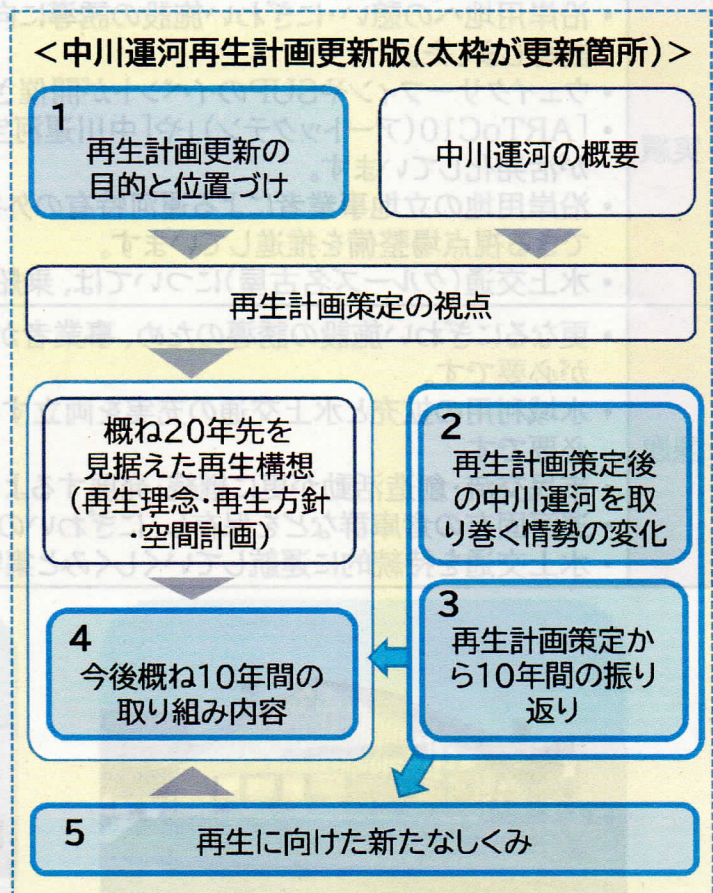 <中川運河再生計画更新版(太枠が更新箇所)>
1
再生計画更新の
目的と位置づけ
中川運河の概要
再生計画策定の視点
概ね20年先を
見据えた再生構想
(再生理念・再生方針
・空間計画)
2
再生計画策定後
の中川運河を取
り巻く情勢の変化
3
再生計画策定か
ら10年間の振り
返り
4
今後概ね10年間の
取り組み内容
5
再生に向けた新たなしくみ